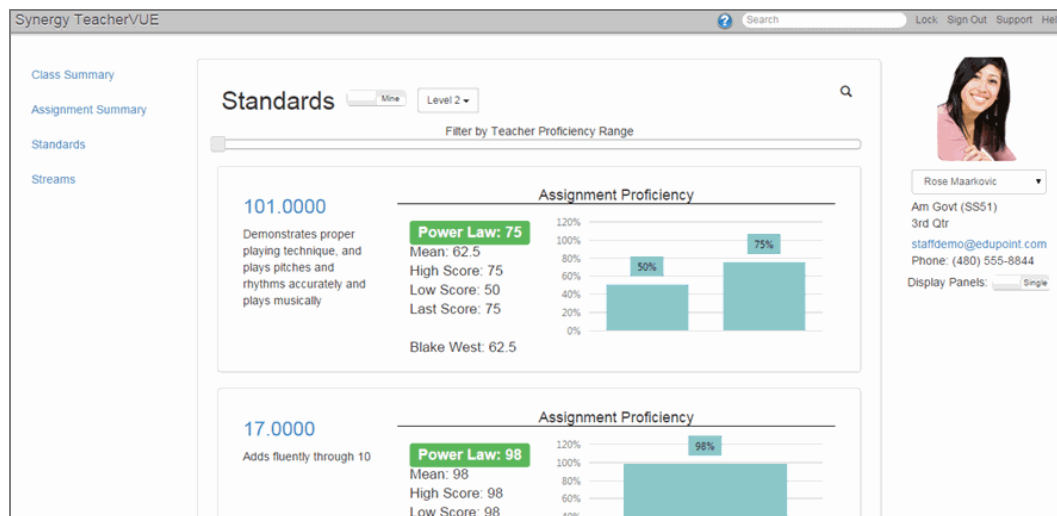 Synergy TeacherVUE
? Search Lock Sign Out Support Hel
Class Summary
Assignment Summary
Standards
Streams
Standards Mine Level 2
Filter by Teacher Proficiency Range
101.0000
Demonstrates proper
playing technique, and
plays pitches and
rhythms accurately and
plays musically
Power Law: 75
Mean: 62.5
High Score: 75
Low Score: 50
Last Score: 75
Blake West: 62.5
Assignment Proficiency
120%
100%
80%
60%
40%
20%
0%
50%
75%
17.0000
Adds fluently through 10
Power Law: 98
Mean: 98
High Score: 98
Low Score: 98
Assignment Proficiency
120%
100%
80%
60%
40%
98%
Rose Maarkovic
Am Govt (SS51)
3rd Qtr
staffdemo@edupoint.com
Phone: (480) 555-8844
Display Panels: Single